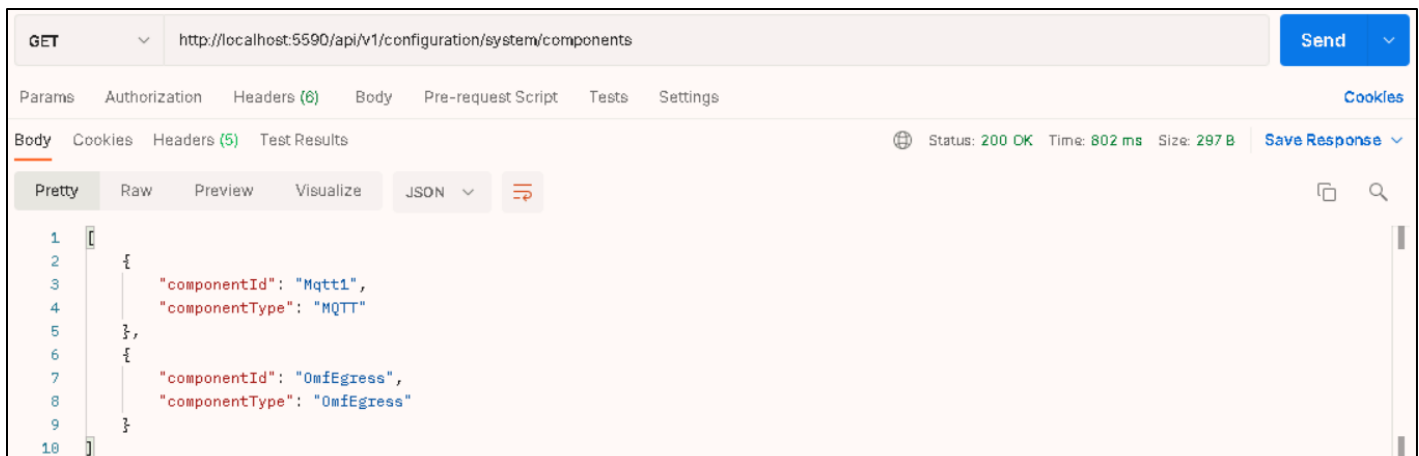 GET http://localhost:5590/api/v1/configuration/system/components Send
Params Authorization Headers (6) Body Pre-request Script Tests Settings Cookies
Body Cookies Headers (5) Test Results Status: 200 OK Time: 802 ms Size: 297 B Save Response
Pretty Raw Preview Visualize JSON
1 [
2 {
3 "componentId": "Mqtt1",
4 "componentType": "MQTT"
5 },
6 {
7 "componentId": "OmfEgress",
8 "componentType": "OmfEgress"
9 }
10 ]